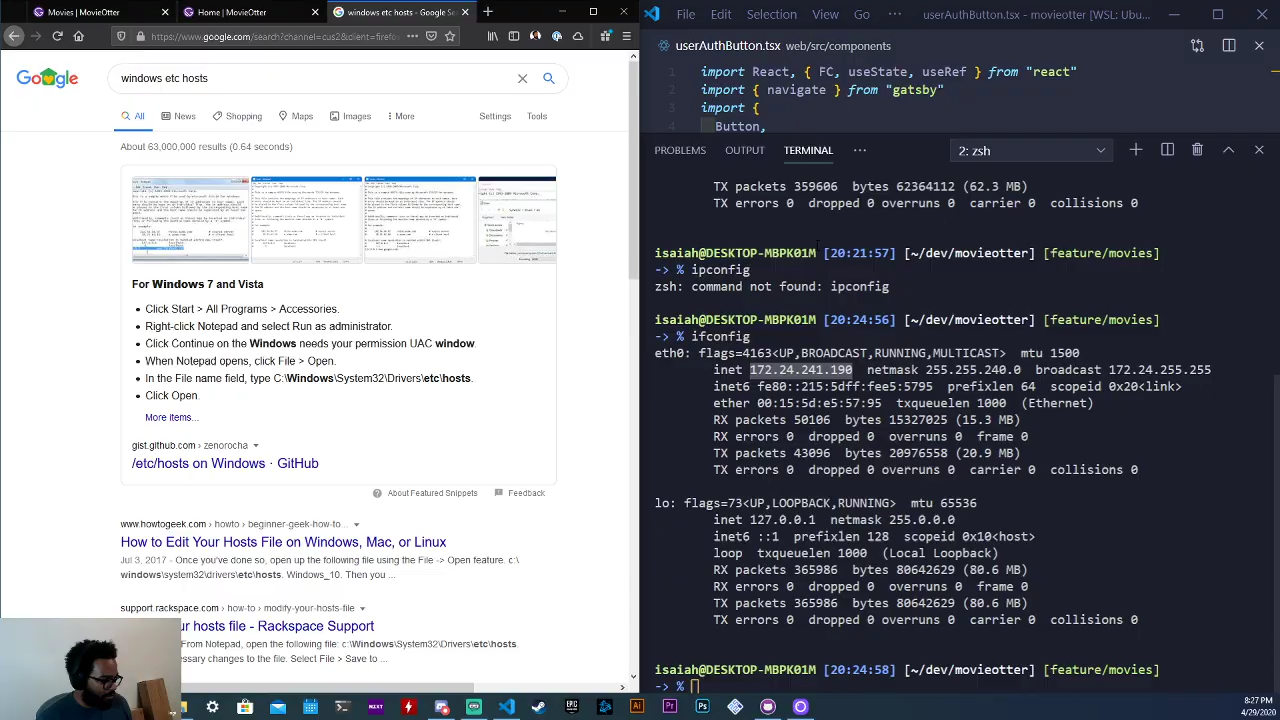 Movies | MovieOtter
Home | MovieOtter
windows etc hosts - Google Se
https://www.google.com/search?channel=cus2&client=firefo
Google
windows etc hosts
All
News
Shopping
Maps
Images
More
Settings
Tools
About 63,000,000 results (0.64 seconds)
For Windows 7 and Vista
Click Start > All Programs > Accessories.
Right-click Notepad and select Run as administrator.
Click Continue on the Windows needs your permission UAC window.
When Notepad opens, click File > Open.
In the File name field, type C:\Windows\System32\Drivers\etc\hosts.
Click Open.
More items...
gist.github.com › zenorocha
/etc/hosts on Windows · GitHub
About Featured Snippets
Feedback
www.howtogeek.com › howto › beginner-geek-how-to...
How to Edit Your Hosts File on Windows, Mac, or Linux
Jul 3, 2017 - Once you've done so, open up the following file using the File -> Open feature. c:\
windows\system32\drivers\etc\hosts. Windows_10. Then you ...
support.rackspace.com › how-to › modify-your-hosts-file
ur hosts file - Rackspace Support
From Notepad, open the following file: c:\Windows\System32\Drivers\etc\hosts.
essary changes to the file. Select File > Save to ...
File
Edit
Selection
View
Go
userAuthButton.tsx - movieotter [WSL: Ubu...
userAuthButton.tsx web/src/components
1 import React, { FC, useState, useRef } from "react"
2 import { navigate } from "gatsby"
3 import {
4 Button,
PROBLEMS
OUTPUT
TERMINAL
2: zsh
TX errors 0 dropped 0 overruns 0 carrier 0 collisions 0
isaiah@DESKTOP-MBPK01M [20:24:49] [~/dev/movieotter] [feature/movies]
-> % ipconfig
zsh: command not found: ipconfig
isaiah@DESKTOP-MBPK01M [20:24:56] [~/dev/movieotter] [feature/movies]
-> % ifconfig
eth0: flags=4163<UP,BROADCAST,RUNNING,MULTICAST> mtu 1500
inet 172.24.241.190 netmask 255.255.240.0 broadcast 172.24.255.255
inet6 fe80::215:5dff:fee5:5795 prefixlen 64 scopeid 0x20<link>
ether 00:15:5d:e5:57:95 txqueuelen 1000 (Ethernet)
RX packets 50106 bytes 15327025 (15.3 MB)
RX errors 0 dropped 0 overruns 0 frame 0
TX packets 43096 bytes 20976558 (20.9 MB)
TX errors 0 dropped 0 overruns 0 carrier 0 collisions 0
lo: flags=73<UP,LOOPBACK,RUNNING> mtu 65536
inet 127.0.0.1 netmask 255.0.0.0
inet6 ::1 prefixlen 128 scopeid 0x10<host>
loop txqueuelen 1000 (Local Loopback)
RX packets 365986 bytes 80642629 (80.6 MB)
RX errors 0 dropped 0 overruns 0 frame 0
TX packets 365986 bytes 80642629 (80.6 MB)
TX errors 0 dropped 0 overruns 0 carrier 0 collisions 0
isaiah@DESKTOP-MBPK01M [20:24:58] [~/dev/movieotter] [feature/movies]
-> %
NZXT
EPIC
Ai
Pr
Ps
8:27 PM
4/29/2020